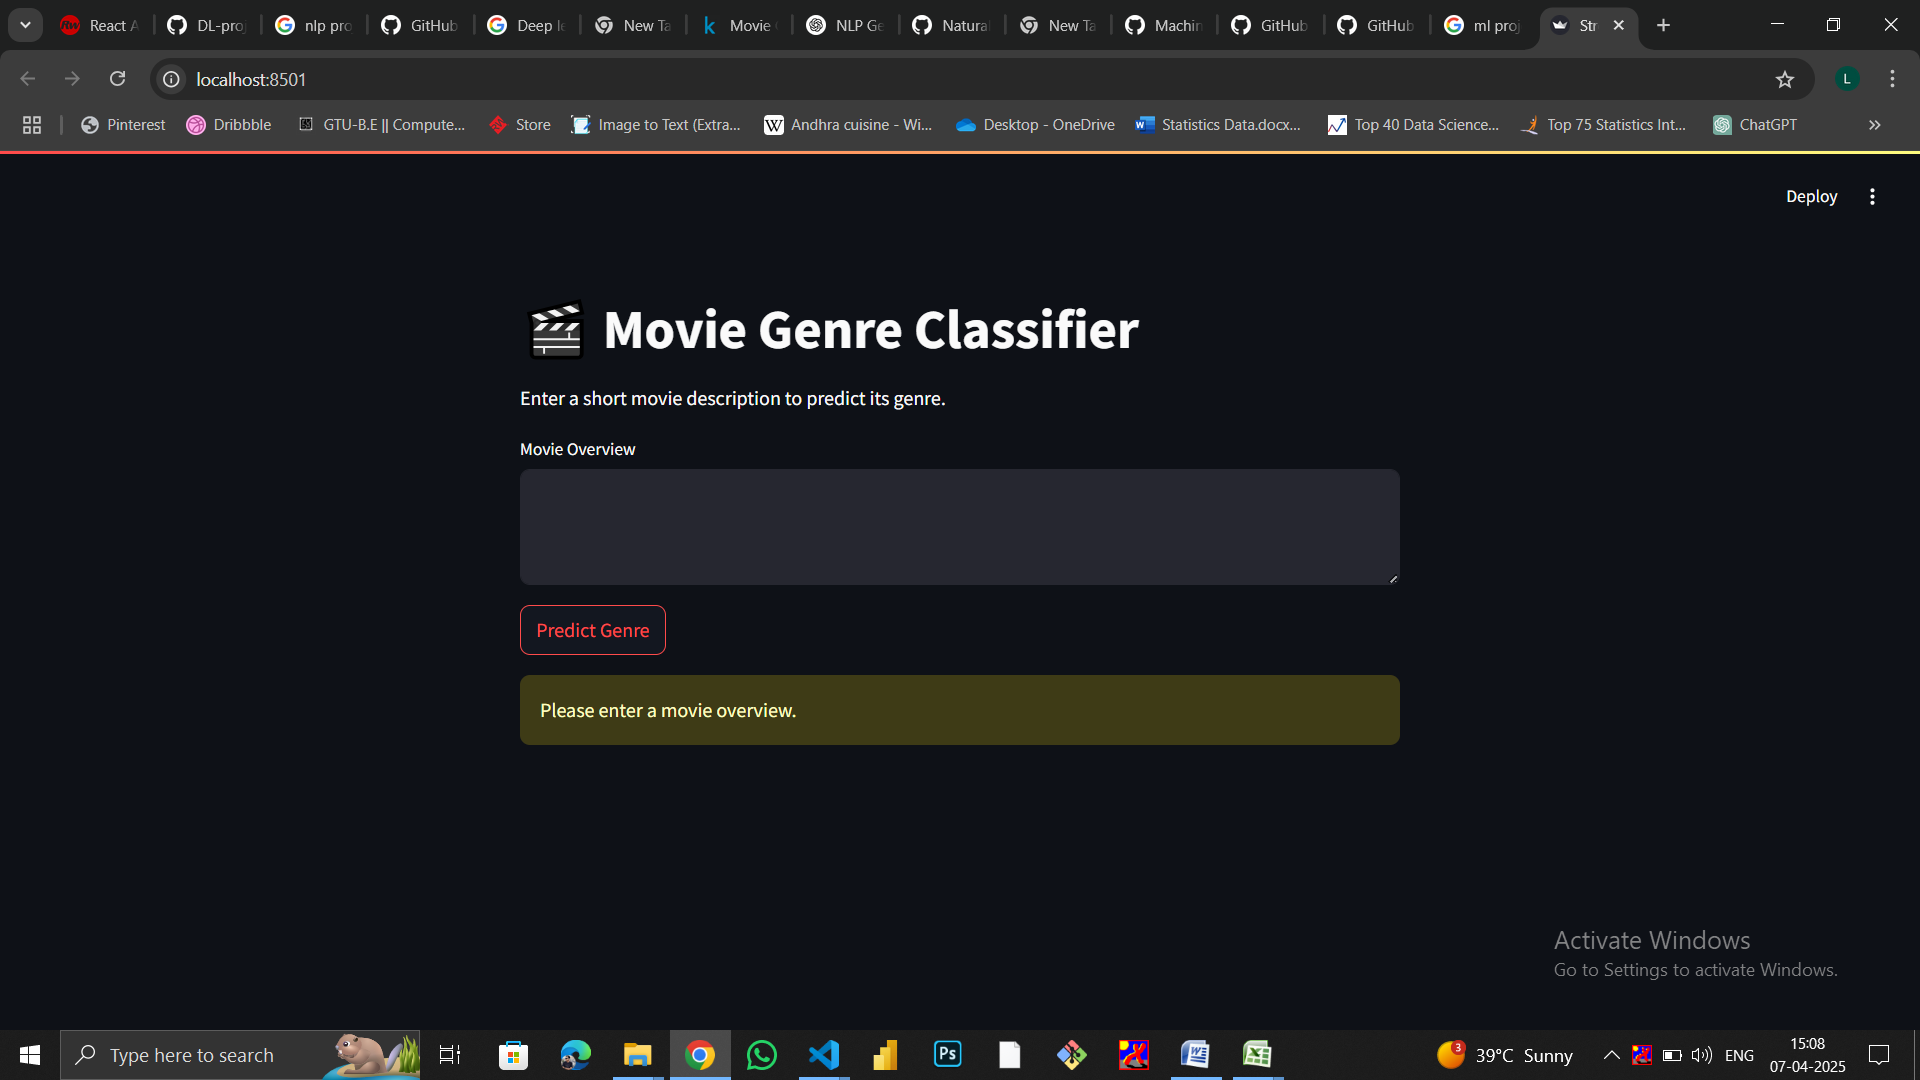 React A
DL-proj
nlp pro
GitHub
Deep le
New Ta
Movie
NLP Ge
Natural
New Ta
Machin
GitHub
GitHub
ml proj
Str
localhost:8501
L
Pinterest
Dribbble
GTU-B.E || Compute...
Store
Image to Text (Extra...
W Andhra cuisine - Wi...
Desktop - OneDrive
Statistics Data.docx...
Top 40 Data Science...
Top 75 Statistics Int...
ChatGPT
Deploy
Movie Genre Classifier
Enter a short movie description to predict its genre.
Movie Overview
Predict Genre
Please enter a movie overview.
Activate Windows
Go to Settings to activate Windows.
Type here to search
Ps
3
39°C Sunny
ENG
15:08
07-04-2025